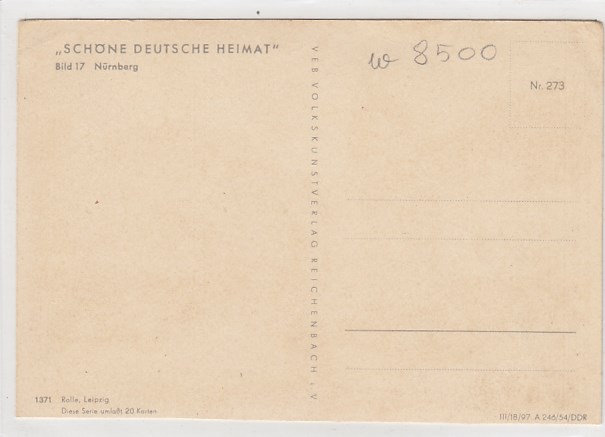 „SCHÖNE DEUTSCHE HEIMAT"
Bild 17 Nürnberg
VEB VOLKSKUNSTVERLAG REICHENBACH i. V
w 8500
Nr. 273
1371 Rolle, Leipzig
Diese Serie umfaßt 20 Karten
III/18/97 A 246/54/DDR